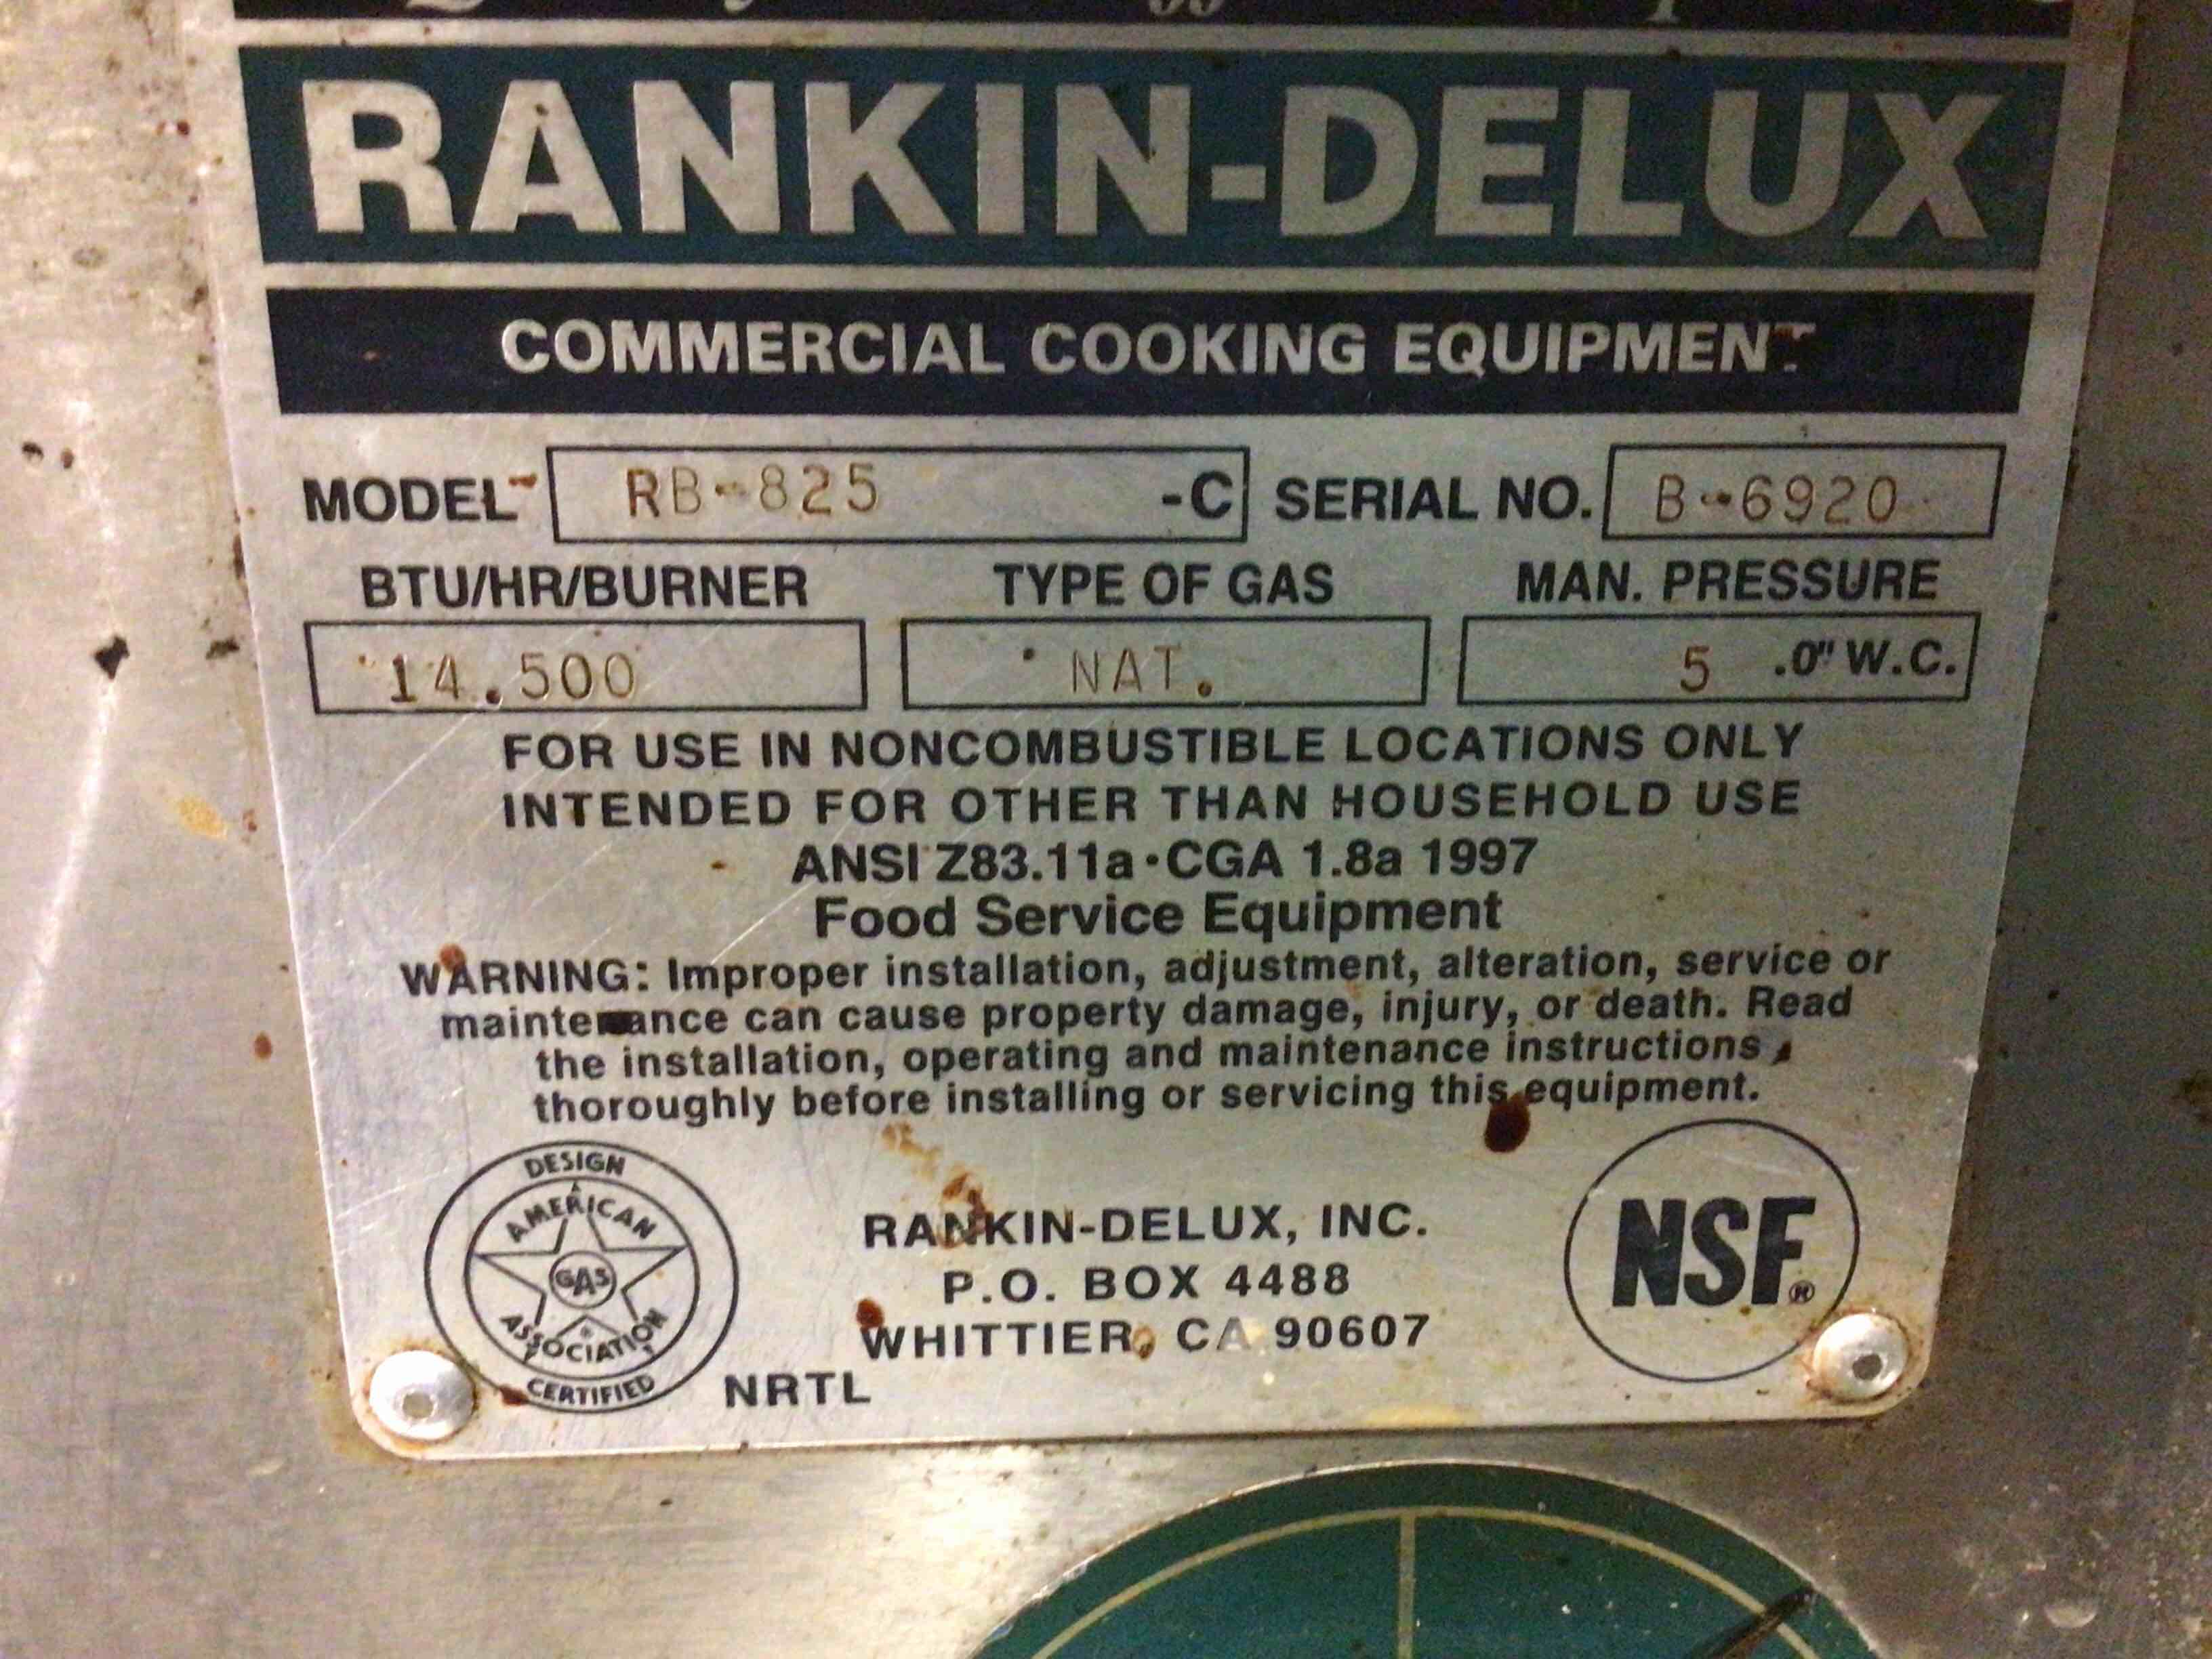 RANKIN-DELUX
COMMERCIAL COOKING EQUIPMENT
MODEL RB-825 -C SERIAL NO. B-6920
BTU/HR/BURNER TYPE OF GAS MAN. PRESSURE
14.500 NAT. 5 .0" W.C.
FOR USE IN NONCOMBUSTIBLE LOCATIONS ONLY
INTENDED FOR OTHER THAN HOUSEHOLD USE
ANSI Z83.11a·CGA 1.8a 1997
Food Service Equipment
WARNING: Improper installation, adjustment, alteration, service or
maintenance can cause property damage, injury, or death. Read
the installation, operating and maintenance instructions
thoroughly before installing or servicing this equipment.
DESIGN
AMERICAN
GAS
ASSOCIATION
®
CERTIFIED
NRTL
RANKIN-DELUX, INC.
P.O. BOX 4488
WHITTIER, CA 90607
NSF®